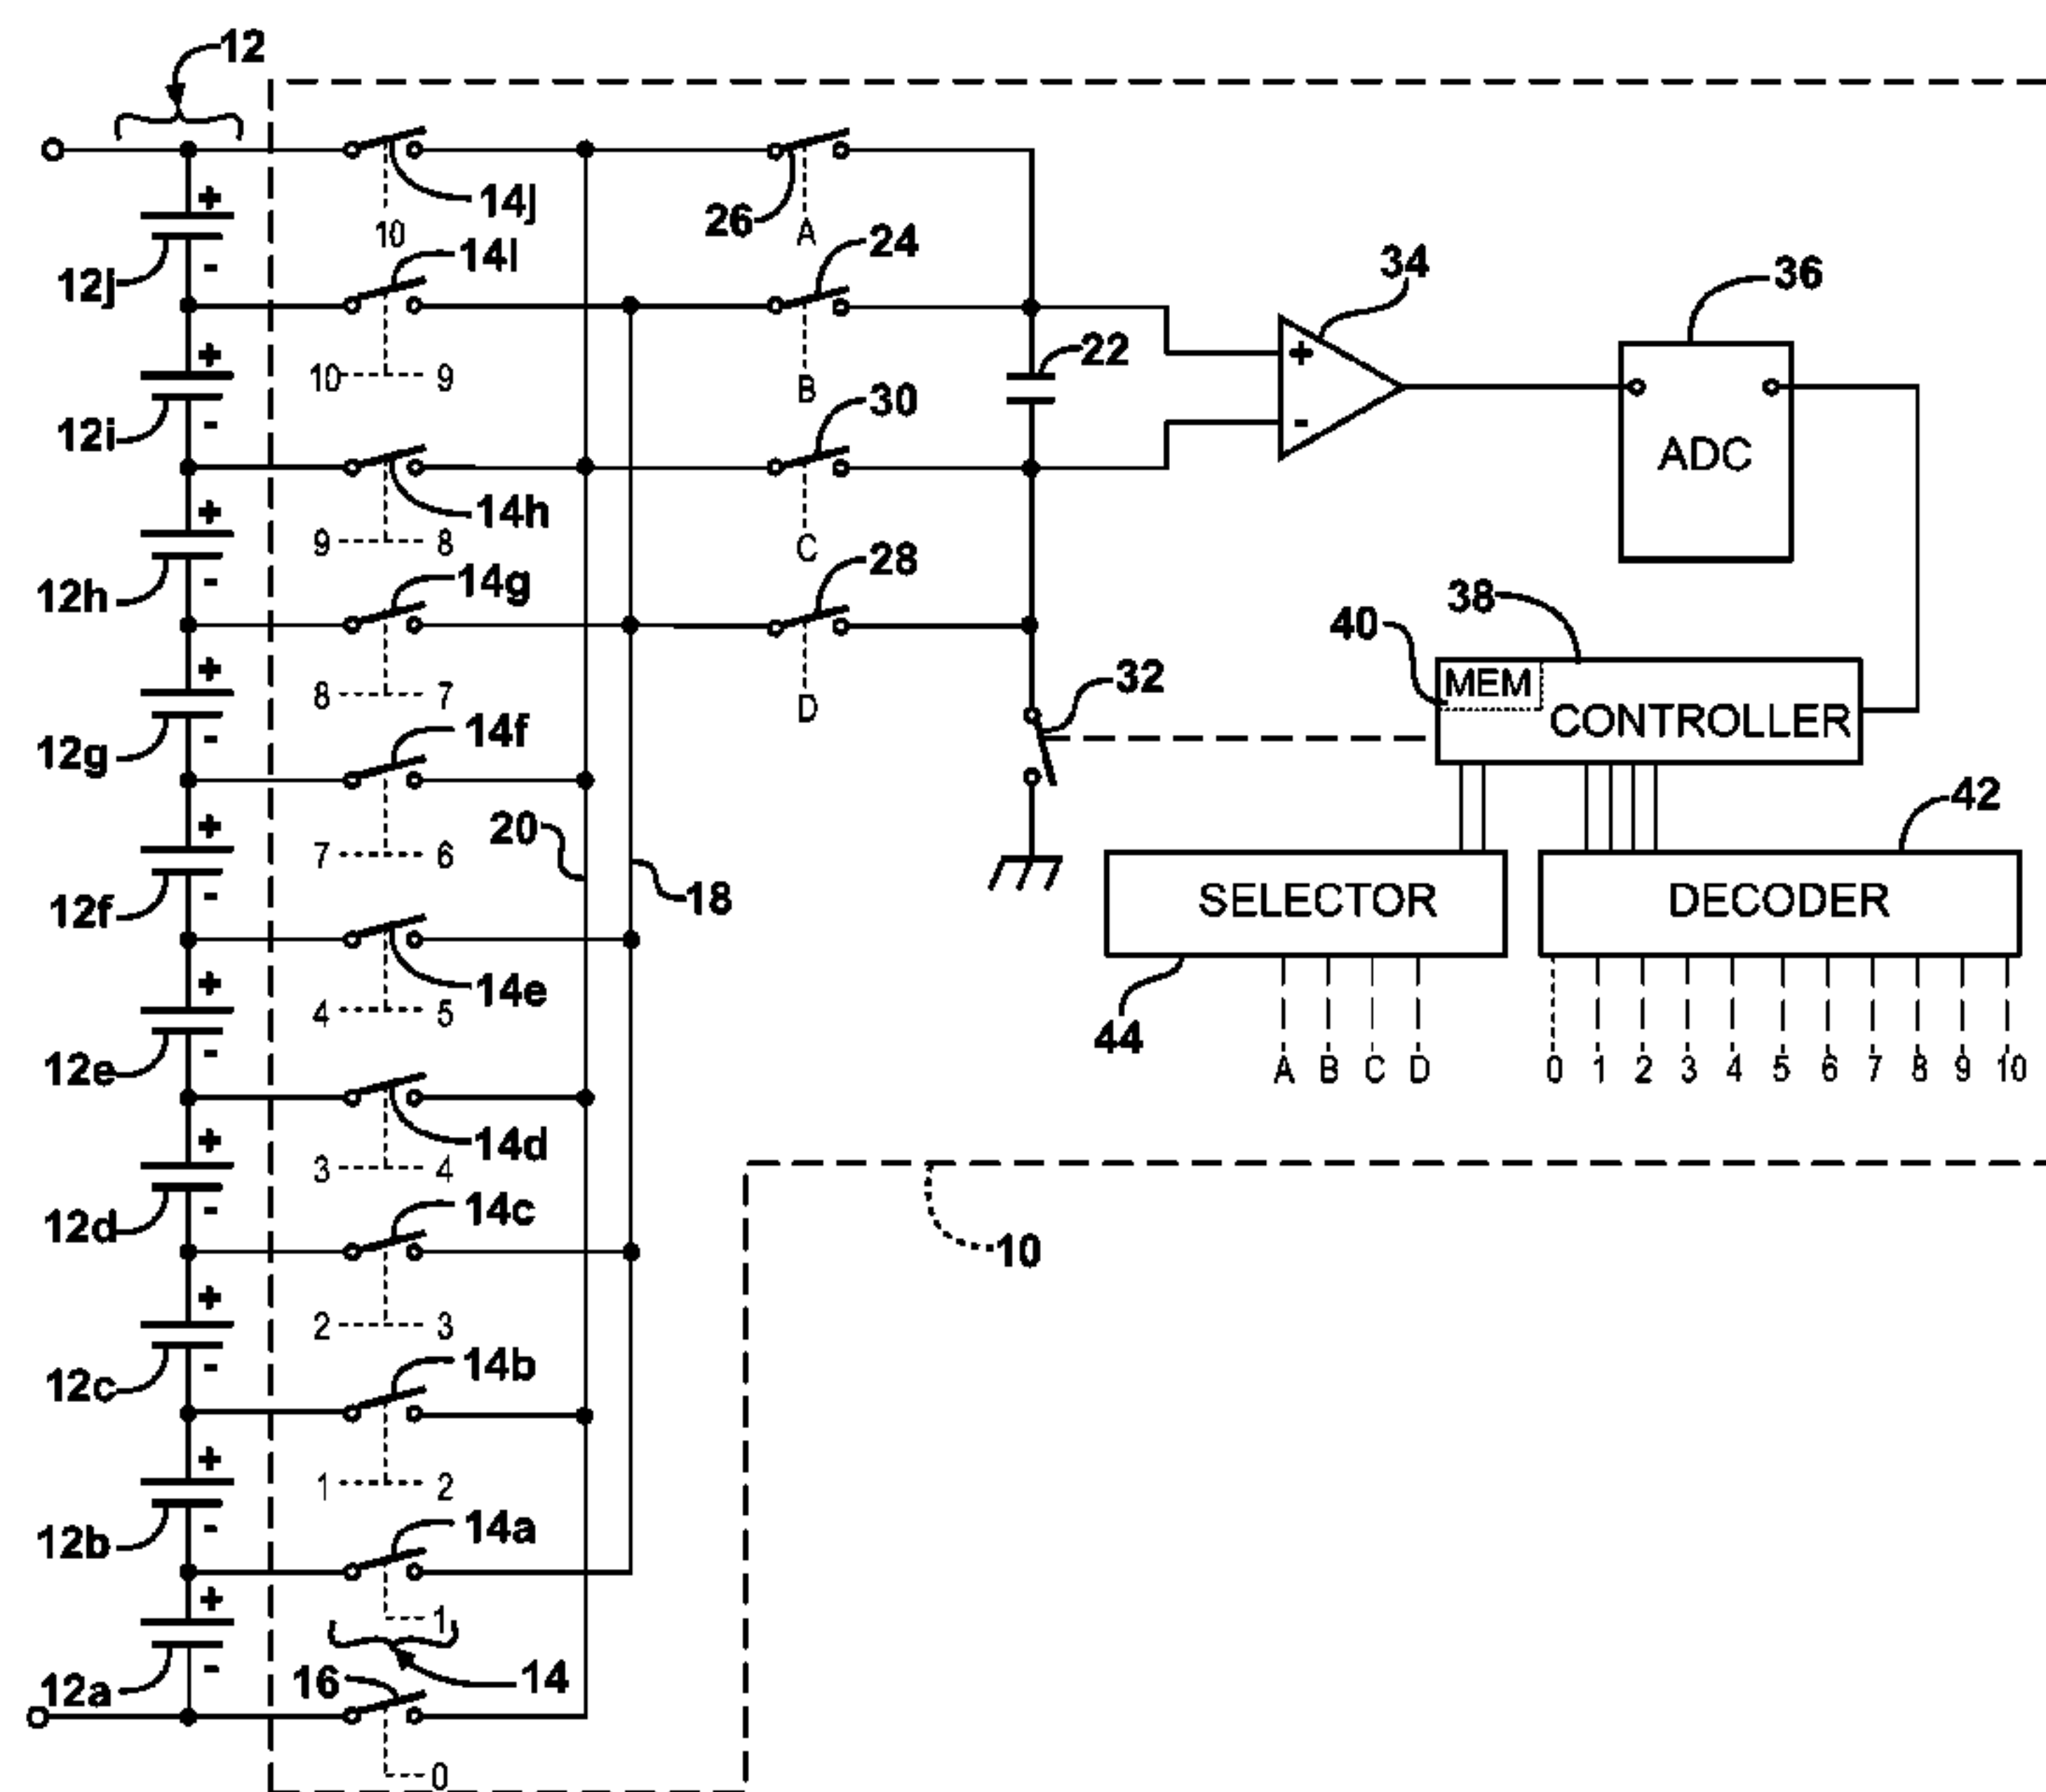 12
14j
26
A
10
14l
24
34
36
12j
+
-
B
22
10 9
30
+
-
12i
14h
C
ADC
9 8
28
12h
14g
38
40
MEM
CONTROLLER
8 7
D
32
12g
14f
42
20
7 6
18
SELECTOR
DECODER
12f
14e
4 5
44
A B C D
0 1 2 3 4 5 6 7 8 9 10
12e
14d
3 4
14c
12d
10
2 3
14b
12c
1 2
14a
12b
1
16
14
12a
0